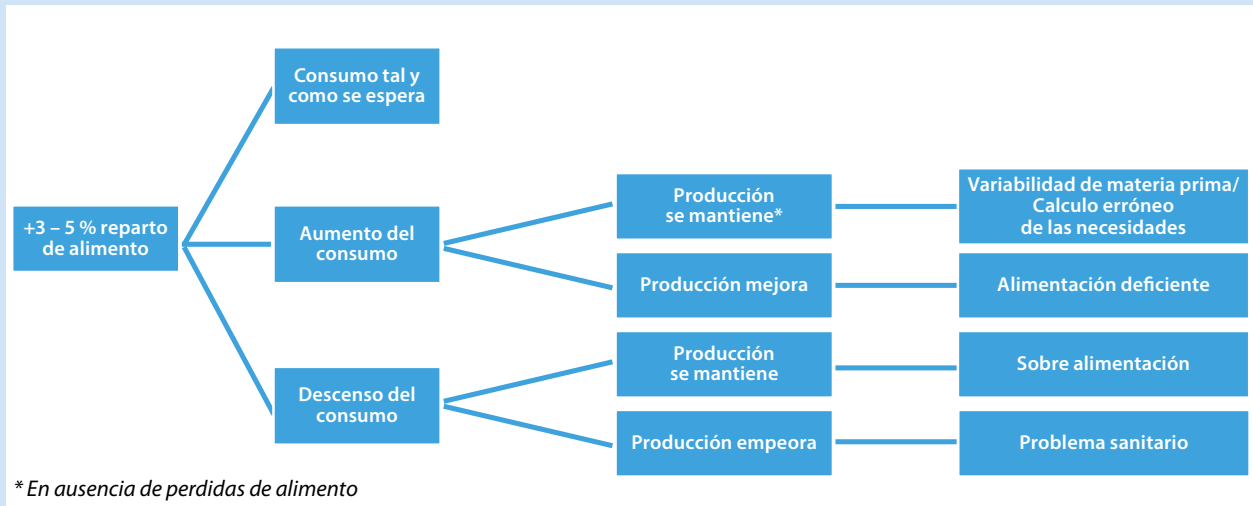 Consumo tal y
como se espera
+3 – 5 % reparto
de alimento
Aumento del
consumo
Descenso del
consumo
Producción
se mantiene*
Producción mejora
Producción
se mantiene
Producción empeora
Variabilidad de materia prima/
Calculo erróneo
de las necesidades
Alimentación deficiente
Sobre alimentación
Problema sanitario
* En ausencia de perdidas de alimento